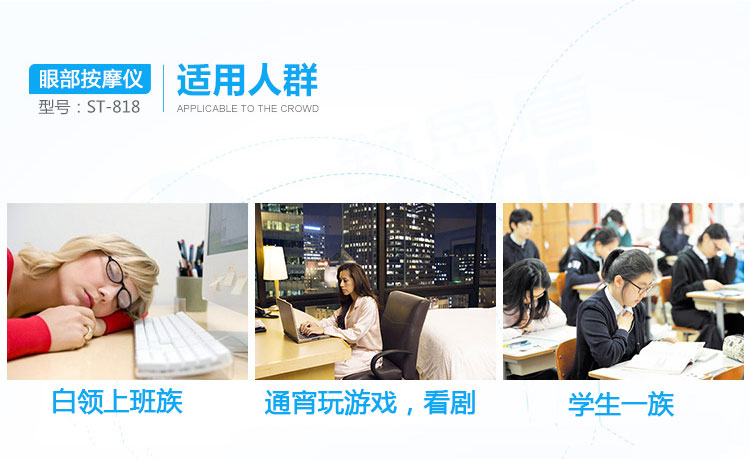 眼部按摩仪
型号：ST-818
适用人群
APPLICABLE TO THE CROWD
白领上班族
通宵玩游戏，看剧
学生一族